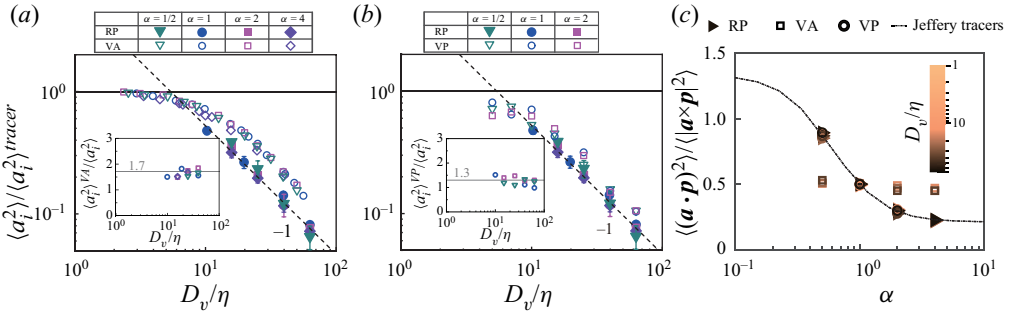 (a)
α = 1/2 α = 1 α = 2 α = 4
RP
VA
⟨a_i^2⟩/⟨a_i^2⟩^tracer
10^0
10^−1
10^0 10^1 10^2
D_v/η
−1
⟨a_i^2⟩^VA/⟨a_i^2⟩
3
2
1
0
1.7
10^0 10^1 10^2
D_v/η
(b)
α = 1/2 α = 1 α = 2
RP
VP
10^0
10^−1
10^0 10^1 10^2
D_v/η
−1
⟨a_i^2⟩^VP/⟨a_i^2⟩
3
2
1
0
1.3
10^0 10^1 10^2
D_v/η
(c)
RP VA VP Jeffery tracers
⟨(a · p)^2⟩/⟨|a×p|^2⟩
1.5
1.0
0.5
0
10^−1 10^0 10^1
α
D_v/η
1
10